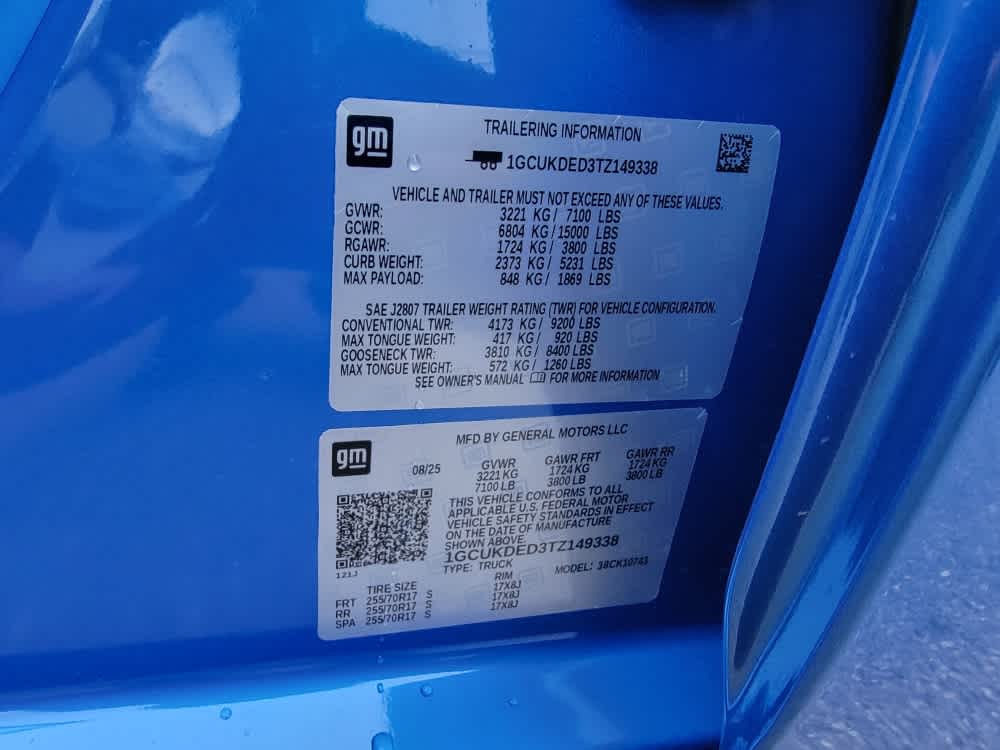 gm
TRAILERING INFORMATION
1GCUKDED3TZ149338
VEHICLE AND TRAILER MUST NOT EXCEED ANY OF THESE VALUES.
GVWR: 3221 KG / 7100 LBS
GCWR: 6804 KG / 15000 LBS
RGAWR: 1724 KG / 3800 LBS
CURB WEIGHT: 2373 KG / 5231 LBS
MAX PAYLOAD: 848 KG / 1869 LBS
SAE J2807 TRAILER WEIGHT RATING (TWR) FOR VEHICLE CONFIGURATION.
CONVENTIONAL TWR: 4173 KG / 9200 LBS
MAX TONGUE WEIGHT: 417 KG / 920 LBS
GOOSENECK TWR: 3810 KG / 8400 LBS
MAX TONGUE WEIGHT: 572 KG / 1260 LBS
SEE OWNER'S MANUAL FOR MORE INFORMATION
gm
MFD BY GENERAL MOTORS LLC
08/25 GVWR GAWR FRT GAWR RR
3221 KG 1724 KG 1724 KG
7100 LB 3800 LB 3800 LB
THIS VEHICLE CONFORMS TO ALL
APPLICABLE U.S. FEDERAL MOTOR
VEHICLE SAFETY STANDARDS IN EFFECT
ON THE DATE OF MANUFACTURE
SHOWN ABOVE.
1GCUKDED3TZ149338
TYPE: TRUCK MODEL: 38CK10743
121J
TIRE SIZE RIM
FRT 255/70R17 S 17X8J
RR 255/70R17 S 17X8J
SPA 255/70R17 S 17X8J